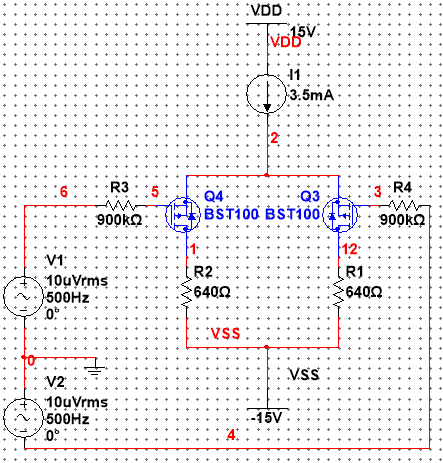 VDD
15V
VDD
I1
3.5mA
2
6
R3
900kΩ
5
Q4
BST100
Q3
BST100
3
R4
900kΩ
1
R2
640Ω
12
R1
640Ω
V1
10uVrms
500Hz
0°
VSS
0
VSS
V2
10uVrms
500Hz
0°
-15V
4